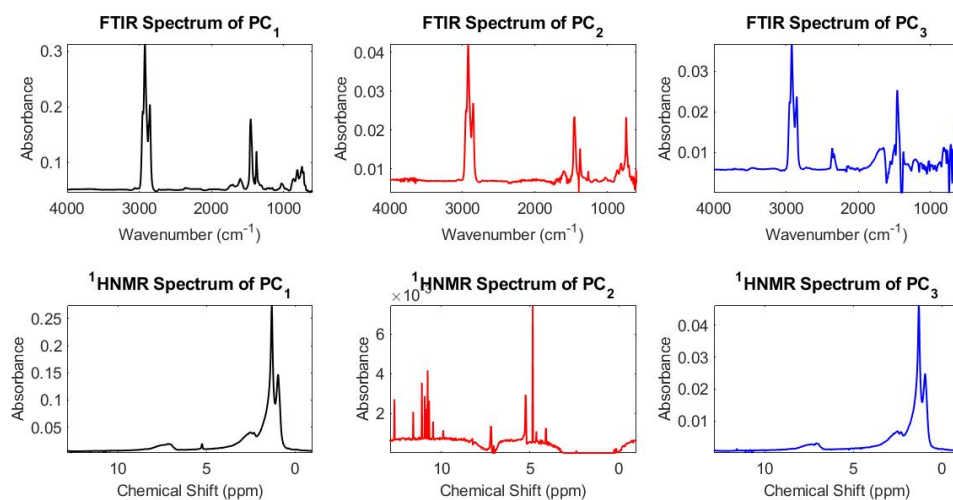 FTIR Spectrum of PC1
FTIR Spectrum of PC2
FTIR Spectrum of PC3
Absorbance
0.3
0.2
0.1
4000 3000 2000 1000
Wavenumber (cm-1)
Absorbance
0.04
0.03
0.02
0.01
4000 3000 2000 1000
Wavenumber (cm-1)
Absorbance
0.03
0.02
0.01
4000 3000 2000 1000
Wavenumber (cm-1)
1HNMR Spectrum of PC1
1HNMR Spectrum of PC2
1HNMR Spectrum of PC3
Absorbance
0.25
0.2
0.15
0.1
0.05
10 5 0
Chemical Shift (ppm)
Absorbance
6
4
2
10 5 0
Chemical Shift (ppm)
Absorbance
0.04
0.03
0.02
0.01
10 5 0
Chemical Shift (ppm)